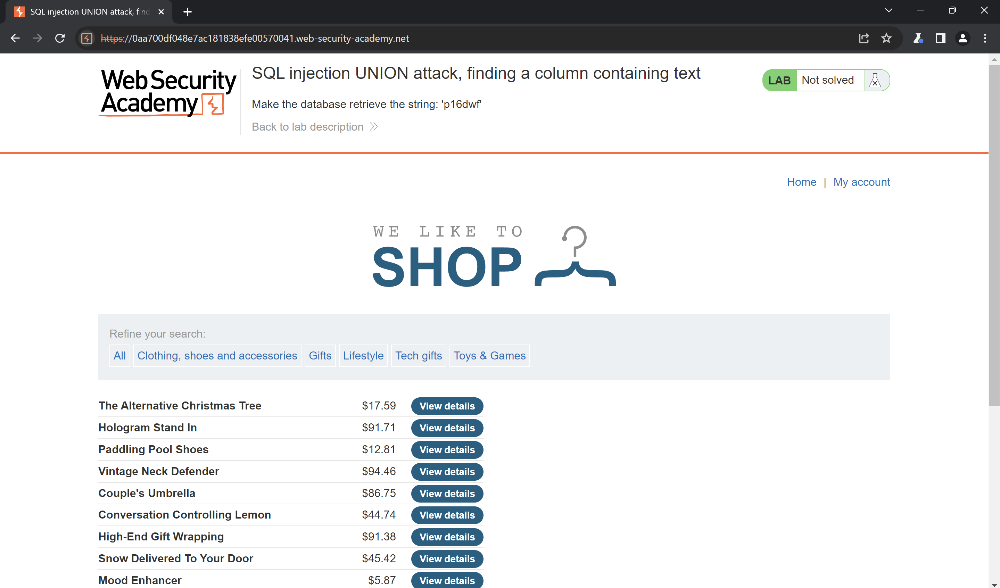 SQL injection UNION attack, find
https://0aa700df048e7ac181838efe00570041.web-security-academy.net
Web Security
Academy
SQL injection UNION attack, finding a column containing text
LAB Not solved
Make the database retrieve the string: 'p16dwf'
Back to lab description
Home | My account
WE LIKE TO
SHOP
Refine your search:
All Clothing, shoes and accessories Gifts Lifestyle Tech gifts Toys & Games
The Alternative Christmas Tree $17.59 View details
Hologram Stand In $91.71 View details
Paddling Pool Shoes $12.81 View details
Vintage Neck Defender $94.46 View details
Couple's Umbrella $86.75 View details
Conversation Controlling Lemon $44.74 View details
High-End Gift Wrapping $91.38 View details
Snow Delivered To Your Door $45.42 View details
Mood Enhancer $5.87 View details